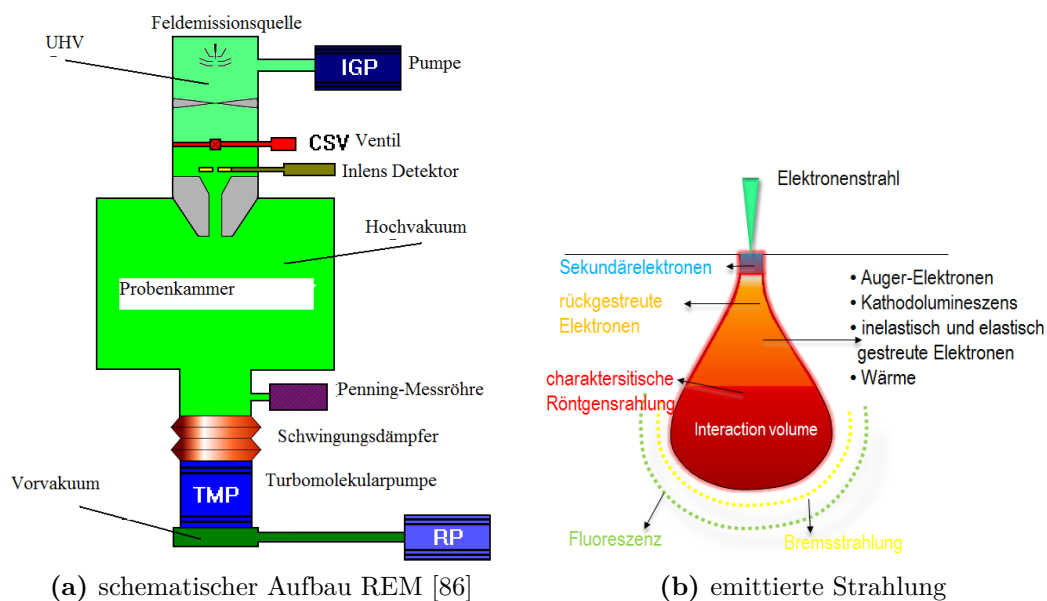 Feldemissionsquelle
UHV
IGP
Pumpe
CSV Ventil
Inlens Detektor
Hochvakuum
Probenkammer
Penning-Messröhre
Schwingungsdämpfer
Turbomolekularpumpe
Vorvakuum
TMP
RP
(a) schematischer Aufbau REM [86]
Elektronenstrahl
Sekundärelektronen
rückgestreute
Elektronen
charaktersitische
Röntgensrahlung
• Auger-Elektronen
• Kathodolumineszens
• inelastisch und elastisch
gestreute Elektronen
• Wärme
Interaction volume
Fluoreszenz
Bremsstrahlung
(b) emittierte Strahlung